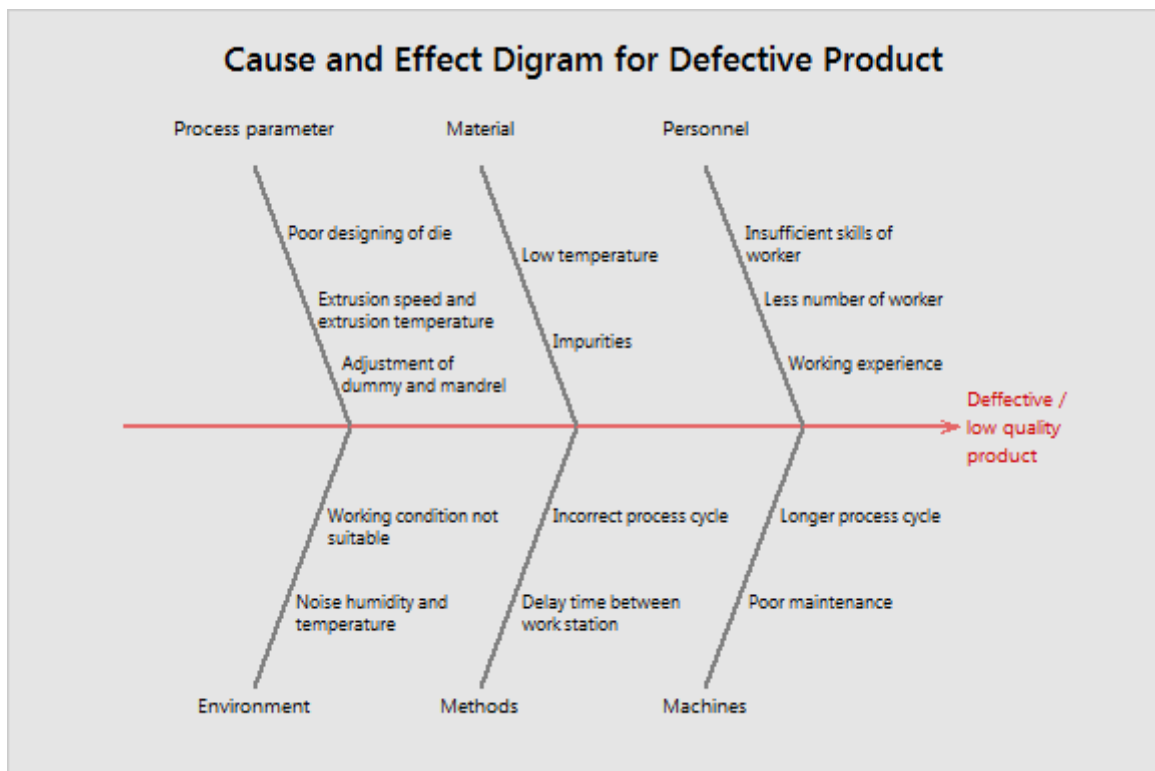 Cause and Effect Digram for Defective Product
Process parameter
Material
Personnel
Poor designing of die
Extrusion speed and
extrusion temperature
Adjustment of
dummy and mandrel
Low temperature
Impurities
Insufficient skills of
worker
Less number of worker
Working experience
Deffective /
low quality
product
Working condition not
suitable
Noise humidity and
temperature
Incorrect process cycle
Delay time between
work station
Longer process cycle
Poor maintenance
Environment
Methods
Machines